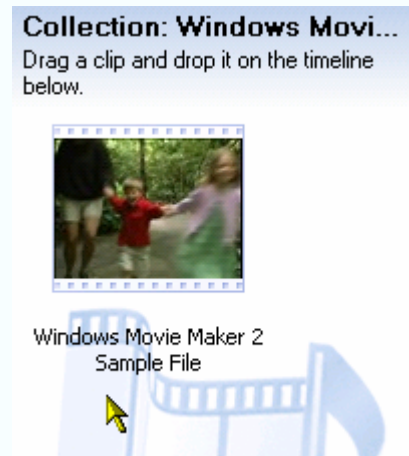 Collection: Windows Movi...
Drag a clip and drop it on the timeline
below.
Windows Movie Maker 2
Sample File